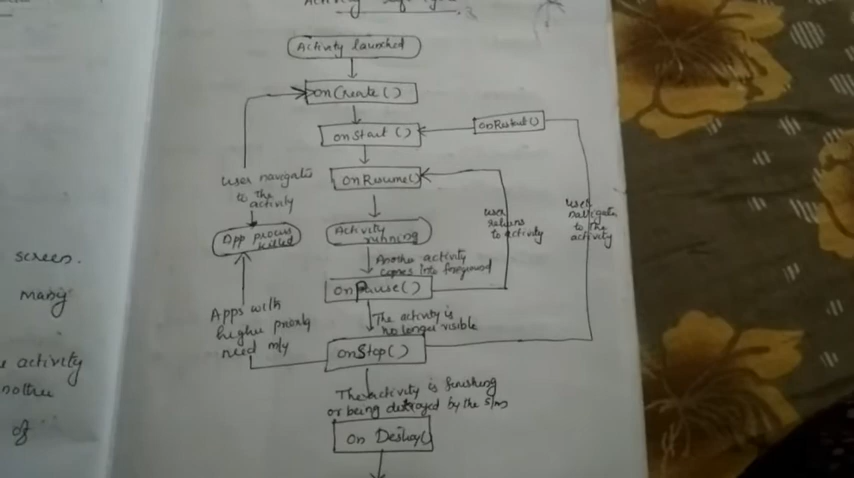 Activity
Activity launched
onCreate()
onStart()
onRestart()
user navigates
to the
activity
onResume()
user
returns
to activity
user
navigate
to the
activity
App process
killed
Activity
running
Another activity
comes into foreground
onPause()
screen.
many
Apps with
higher priority
need m/y
The activity is
no longer visible
onStop()
activity
The activity is finishing
or being destroyed by the s/ms
of
on Destroy()